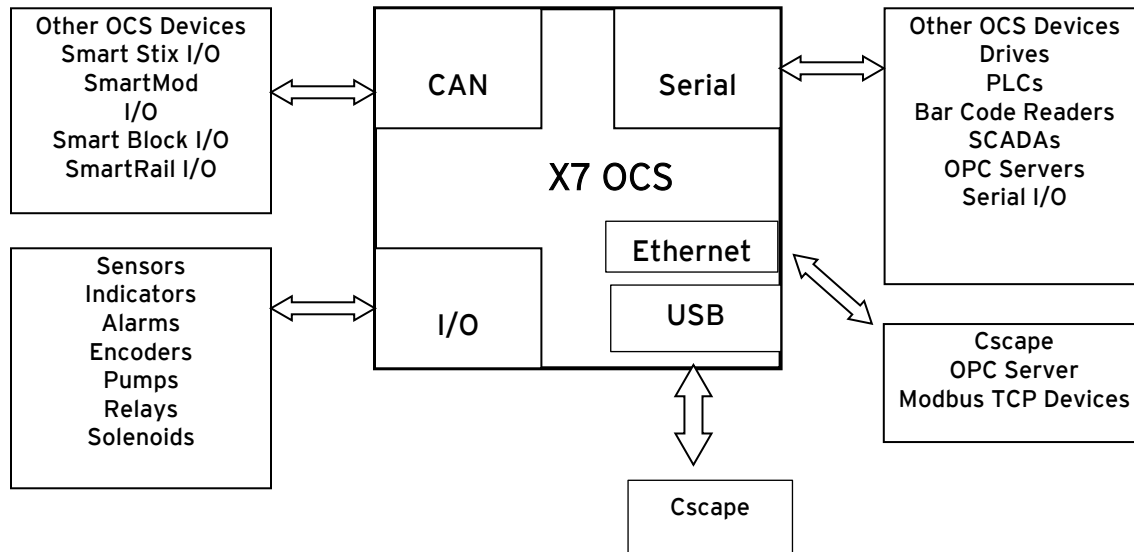 Other OCS Devices
Smart Stix I/O
SmartMod
I/O
Smart Block I/O
SmartRail I/O
Sensors
Indicators
Alarms
Encoders
Pumps
Relays
Solenoids
CAN
Serial
X7 OCS
Ethernet
USB
I/O
Cscape
Other OCS Devices
Drives
PLCs
Bar Code Readers
SCADAs
OPC Servers
Serial I/O
Cscape
OPC Server
Modbus TCP Devices